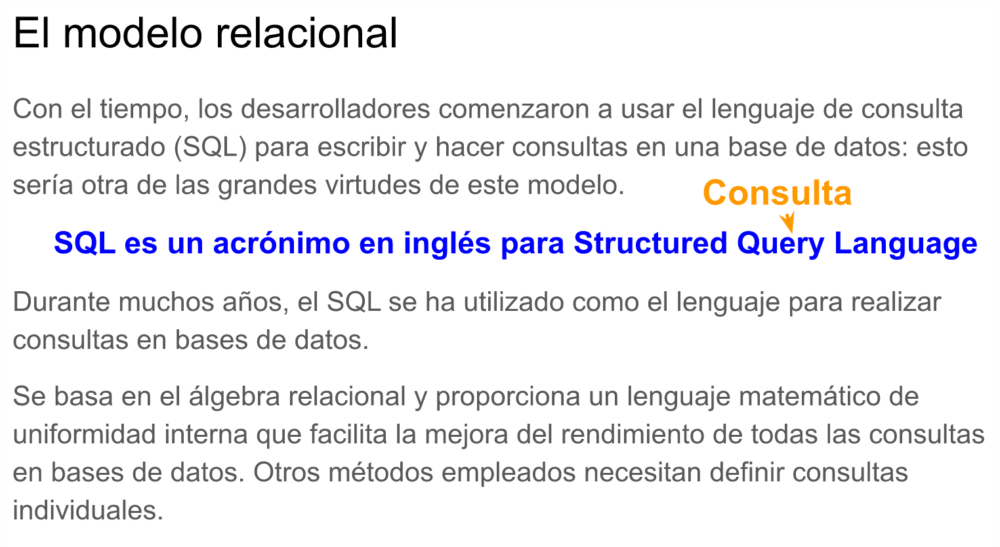 El modelo relacional
Con el tiempo, los desarrolladores comenzaron a usar el lenguaje de consulta
estructurado (SQL) para escribir y hacer consultas en una base de datos: esto
sería otra de las grandes virtudes de este modelo.
Consulta
SQL es un acrónimo en inglés para Structured Query Language
Durante muchos años, el SQL se ha utilizado como el lenguaje para realizar
consultas en bases de datos.
Se basa en el álgebra relacional y proporciona un lenguaje matemático de
uniformidad interna que facilita la mejora del rendimiento de todas las consultas
en bases de datos. Otros métodos empleados necesitan definir consultas
individuales.